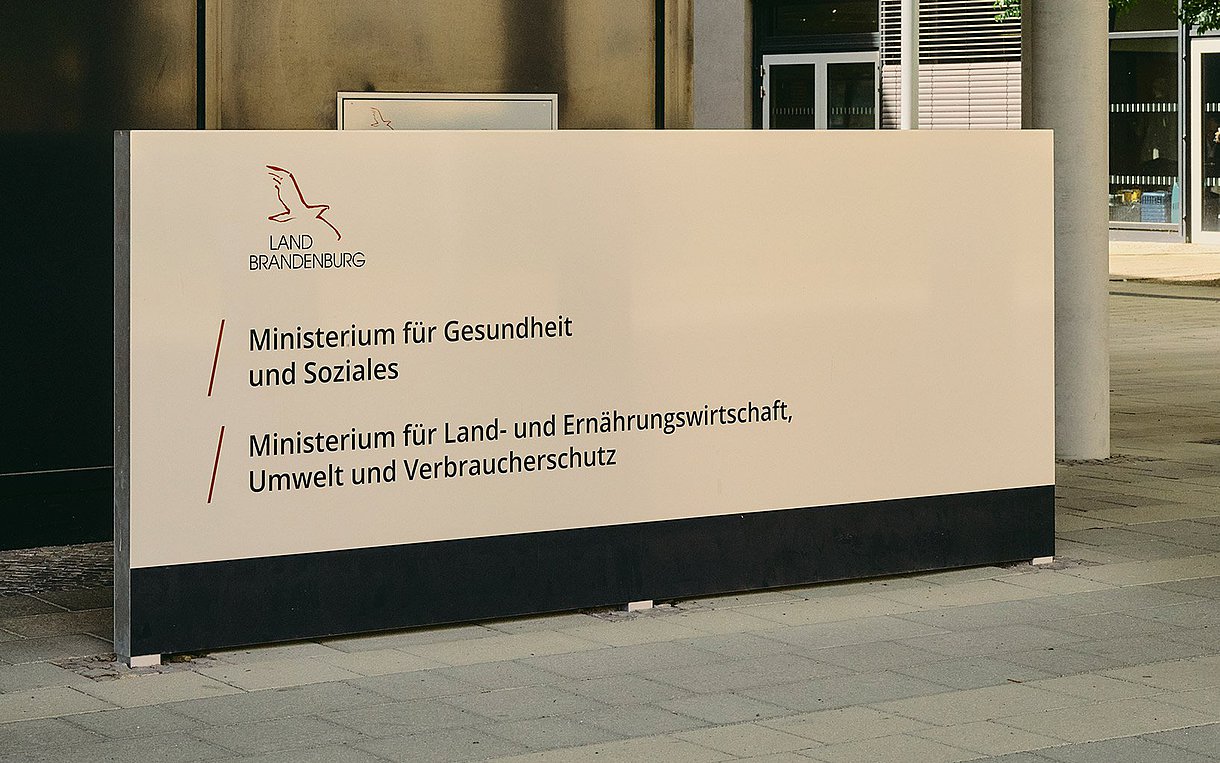 LAND
BRANDENBURG
Ministerium für Gesundheit
und Soziales
Ministerium für Land- und Ernährungswirtschaft,
Umwelt und Verbraucherschutz